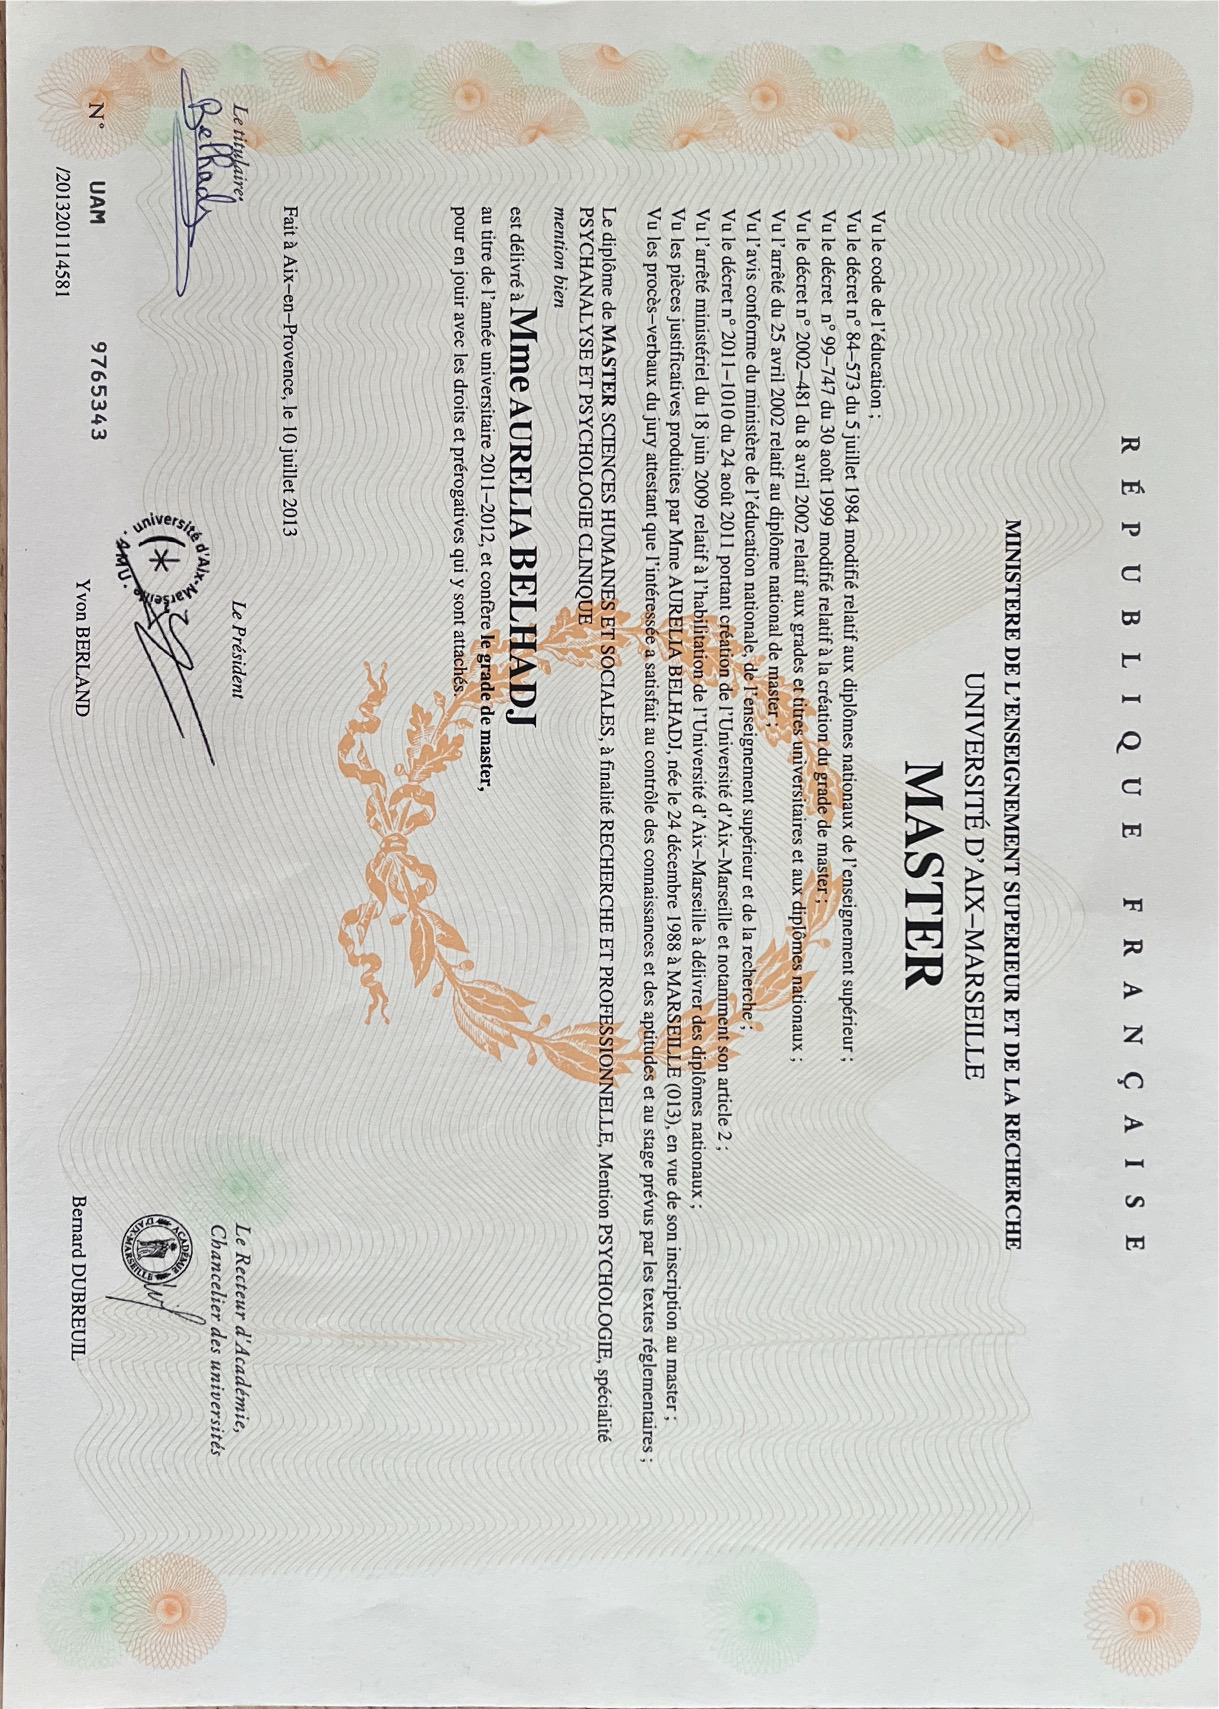 RÉPUBLIQUE FRANÇAISE
MINISTERE DE L'ENSEIGNEMENT SUPERIEUR ET DE LA RECHERCHE
UNIVERSITÉ D'AIX–MARSEILLE
MASTER
Vu le code de l'éducation ;
Vu le décret n° 84–573 du 5 juillet 1984 modifié relatif aux diplômes nationaux de l'enseignement supérieur ;
Vu le décret n° 99–747 du 30 août 1999 modifié relatif à la création du grade de master ;
Vu le décret n° 2002–481 du 8 avril 2002 relatif aux grades et titres universitaires et aux diplômes nationaux ;
Vu l'arrêté du 25 avril 2002 relatif au diplôme national de master ;
Vu l'avis conforme du ministère de l'éducation nationale, de l'enseignement supérieur et de la recherche ;
Vu le décret n° 2011–1010 du 24 août 2011 portant création de l'Université d'Aix–Marseille et notamment son article 2 ;
Vu l'arrêté ministériel du 18 juin 2009 relatif à l'habilitation de l'Université d'Aix–Marseille à délivrer des diplômes nationaux ;
Vu les pièces justificatives produites par Mme AURELIA BELHADJ, née le 24 décembre 1988 à MARSEILLE (013), en vue de son inscription au master ;
Vu les procès–verbaux du jury attestant que l'intéressée a satisfait au contrôle des connaissances et des aptitudes et au stage prévus par les textes réglementaires ;
Le diplôme de MASTER SCIENCES HUMAINES ET SOCIALES, à finalité RECHERCHE ET PROFESSIONNELLE, Mention PSYCHOLOGIE, spécialité
PSYCHANALYSE ET PSYCHOLOGIE CLINIQUE
mention bien
est délivré à Mme AURELIA BELHADJ
au titre de l'année universitaire 2011–2012, et confère le grade de master,
pour en jouir avec les droits et prérogatives qui y sont attachés.
Fait à Aix–en–Provence, le 10 juillet 2013
Le titulaire,
Belhadj
Le Président
université d'Aix-Marseille
AMU
Yvon BERLAND
Le Recteur d'Académie,
Chancelier des universités
ACADÉMIE
D'AIX-MARSEILLE
Bernard DUBREUIL
N° UAM 9765343
/2013201114581